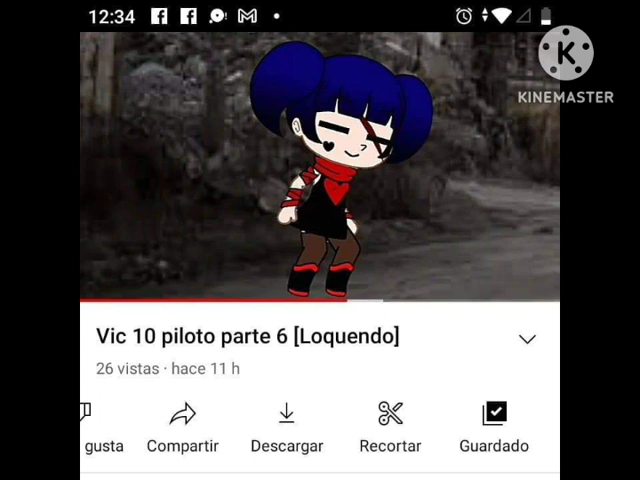 12:34
K
KINEMASTER
Vic 10 piloto parte 6 [Loquendo]
26 vistas · hace 11 h
gusta Compartir Descargar Recortar Guardado